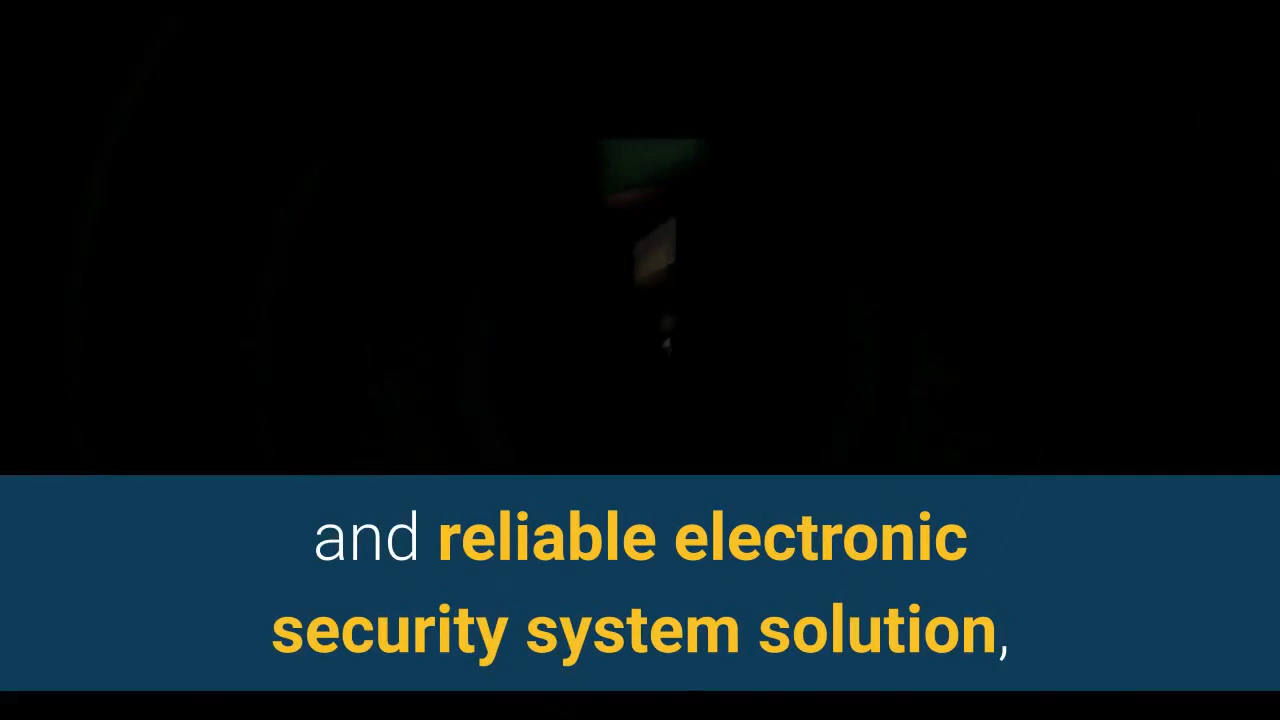 and reliable electronic
security system solution,